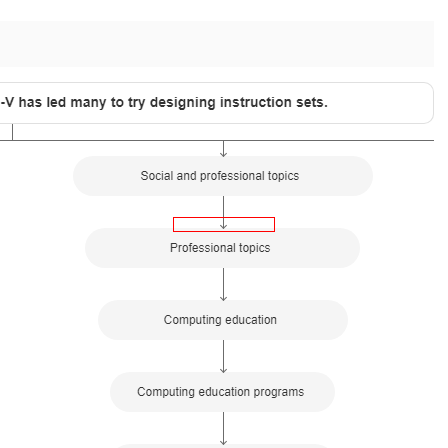 -V has led many to try designing instruction sets.
Social and professional topics
Professional topics
Computing education
Computing education programs